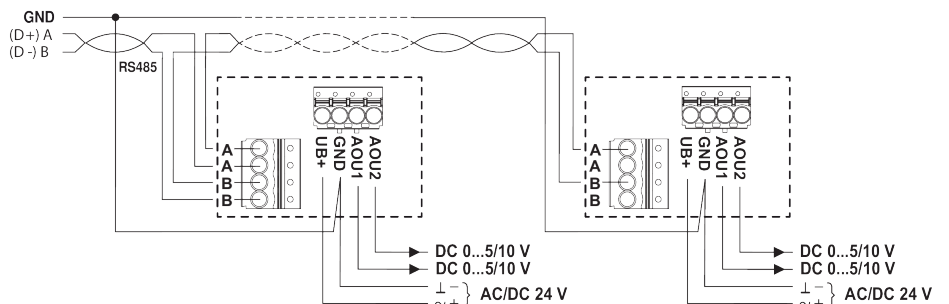 GND
(D+) A
(D -) B
RS485
A
A
B
B
UB+
GND
AOU1
AOU2
DC 0...5/10 V
DC 0...5/10 V
⊥ –
~/+
AC/DC 24 V
A
A
B
B
UB+
GND
AOU1
AOU2
DC 0...5/10 V
DC 0...5/10 V
⊥ –
~/+
AC/DC 24 V